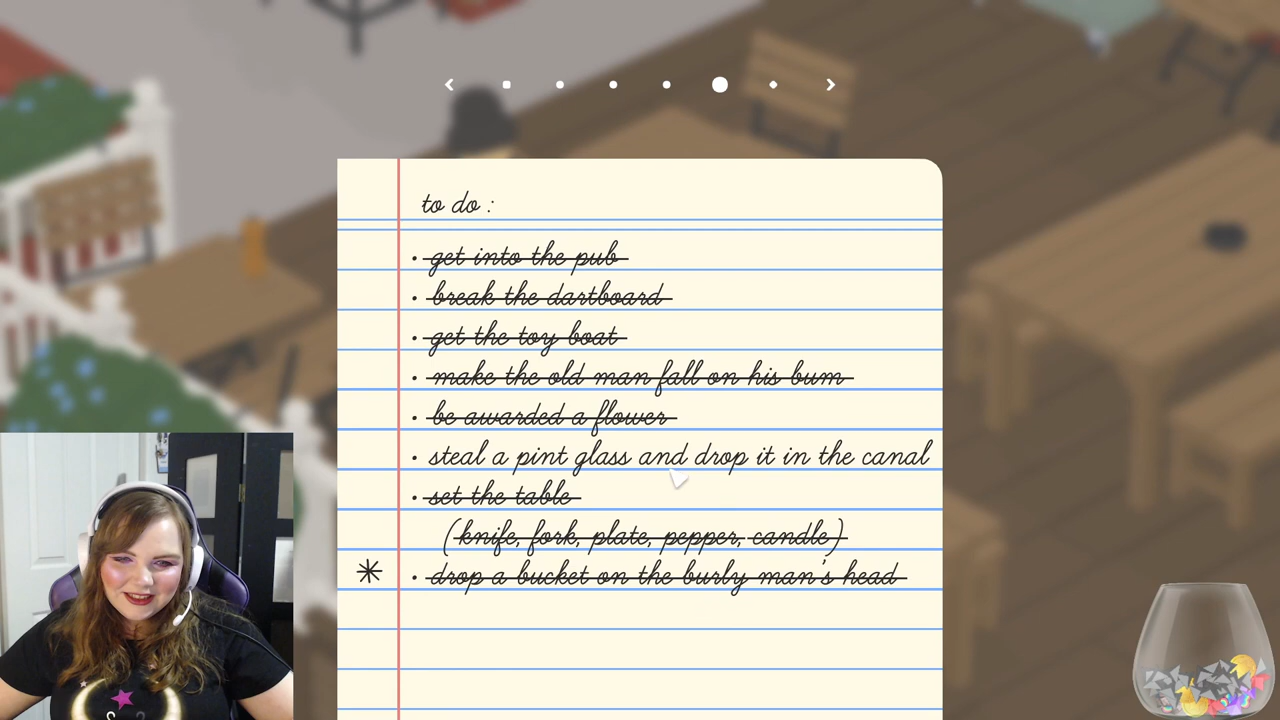 to do :
• get into the pub
• break the dartboard
• get the toy boat
• make the old man fall on his bum
• be awarded a flower
• steal a pint glass and drop it in the canal
• set the table
(knife, fork, plate, pepper, candle)
• drop a bucket on the burly man's head